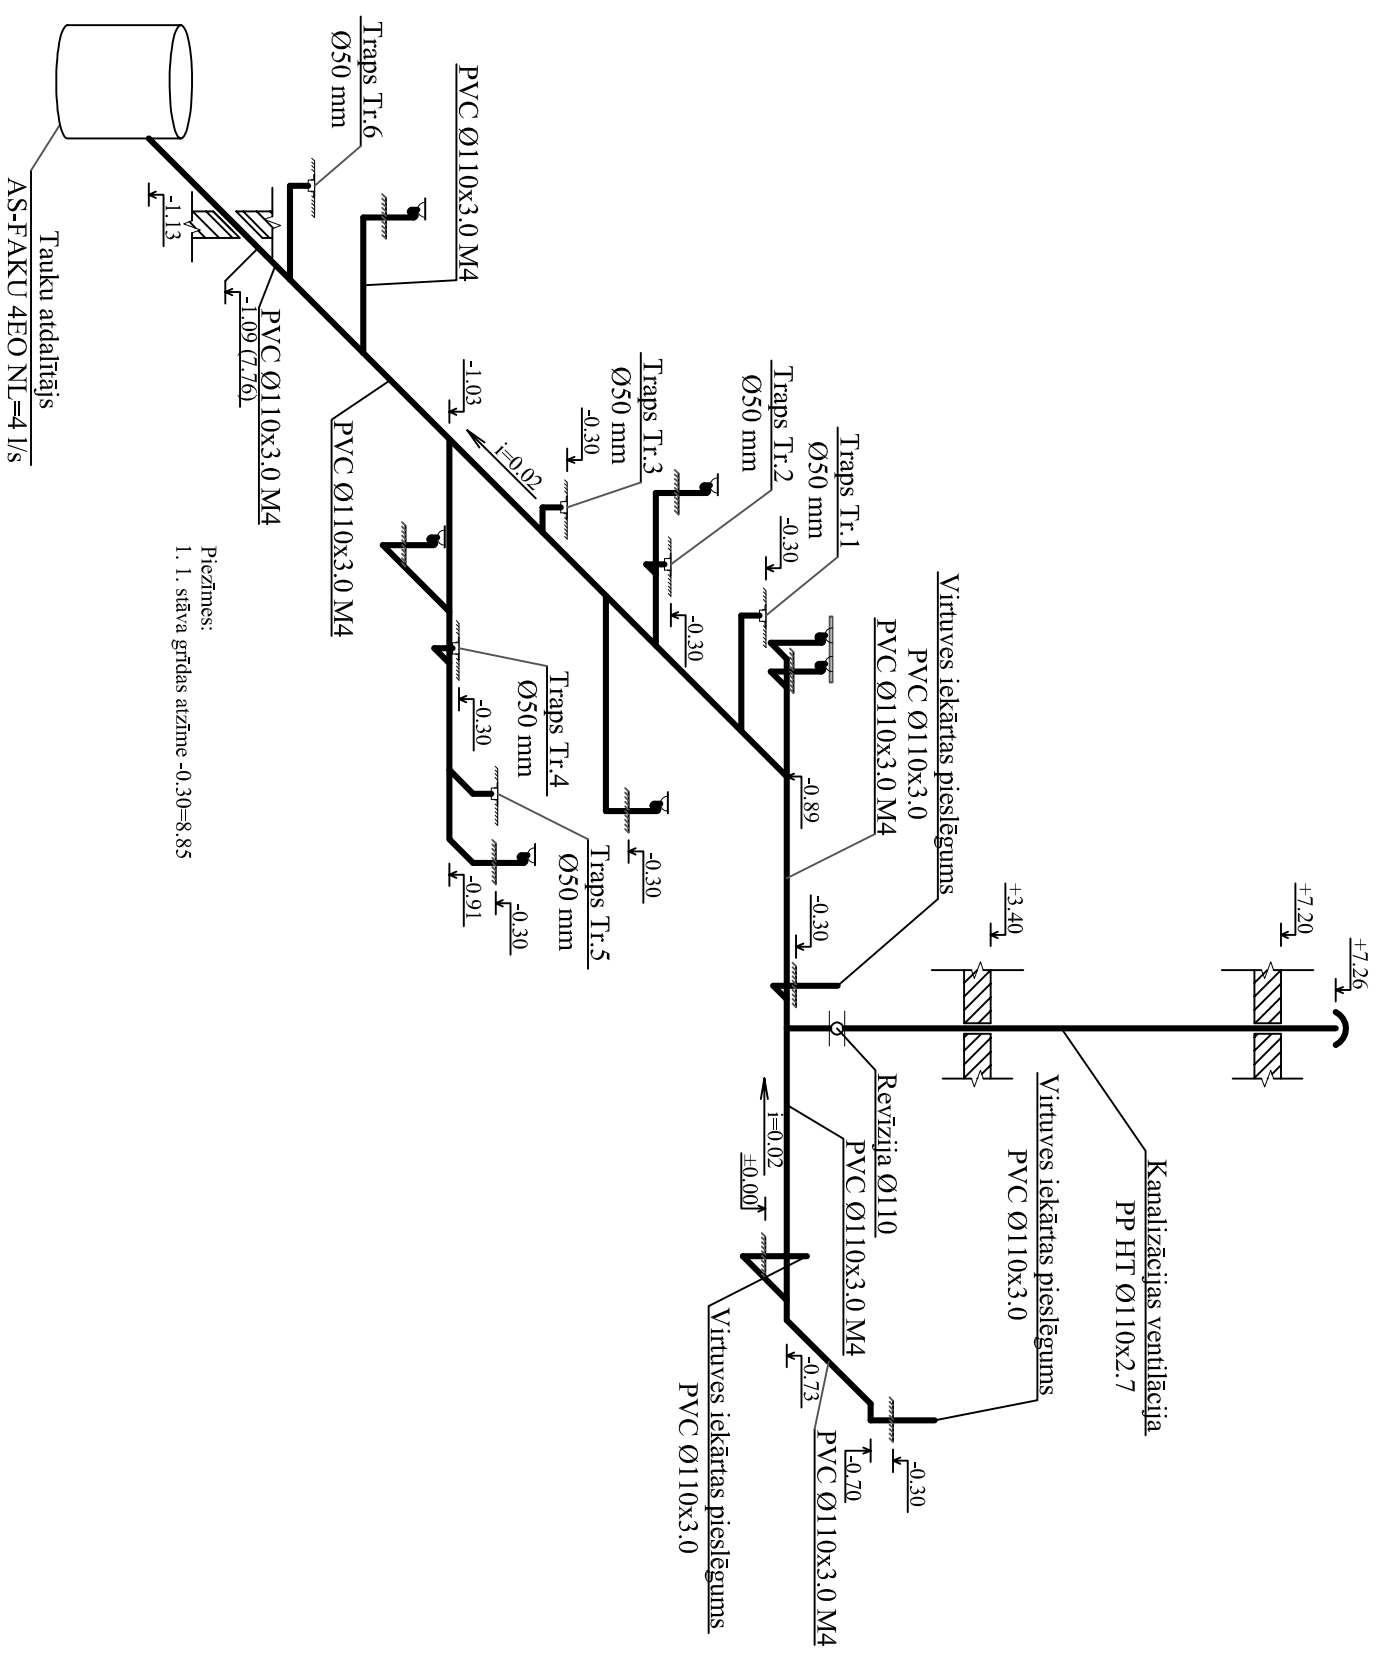 +7.26
+7.20
+3.40
Kanalizācijas ventilācija
PP HT Ø110x2.7
Virtuves iekārtas pieslēgums
PVC Ø110x3.0
Virtuves iekārtas pieslēgums
PVC Ø110x3.0
PVC Ø110x3.0 M4
-0.30
Revīzija Ø110
PVC Ø110x3.0 M4
-0.30
-0.70
-0.73
PVC Ø110x3.0 M4
i=0.02
±0.00
Virtuves iekārtas pieslēgums
PVC Ø110x3.0
-0.89
Traps Tr.1
Ø50 mm
-0.30
Traps Tr.2
Ø50 mm
-0.30
Traps Tr.3
Ø50 mm
-0.30
-0.30
i=0.02
-1.03
Traps Tr.4
Ø50 mm
-0.30
Traps Tr.5
Ø50 mm
-0.30
-0.91
PVC Ø110x3.0 M4
Traps Tr.6
Ø50 mm
PVC Ø110x3.0 M4
PVC Ø110x3.0 M4
-1.09 (7.76)
-1.13
Tauku atdalītājs
AS-FAKU 4EO NL=4 l/s
Piezīmes:
1. 1. stāva grīdas atzīme -0.30=8.85